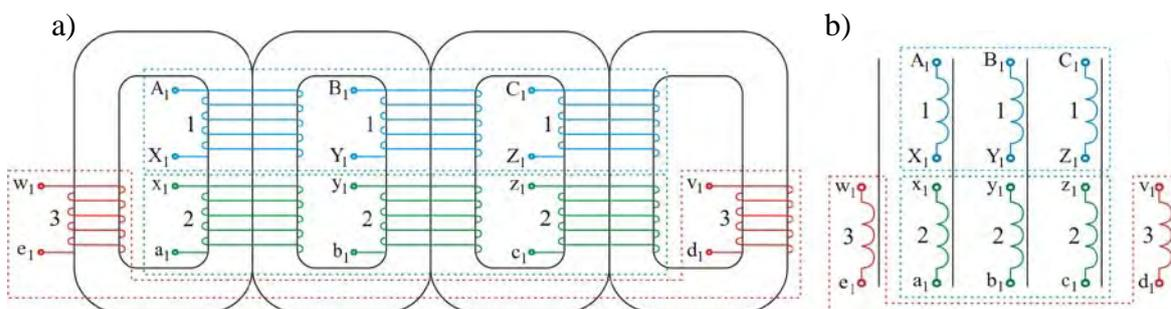 a)
A₁ B₁ C₁
1 1 1
X₁ Y₁ Z₁
w₁ x₁ y₁ z₁ v₁
3 2 2 2 3
e₁ a₁ b₁ c₁ d₁
b)
A₁ B₁ C₁
1 1 1
X₁ Y₁ Z₁
w₁ x₁ y₁ z₁ v₁
3 2 2 2 3
e₁ a₁ b₁ c₁ d₁